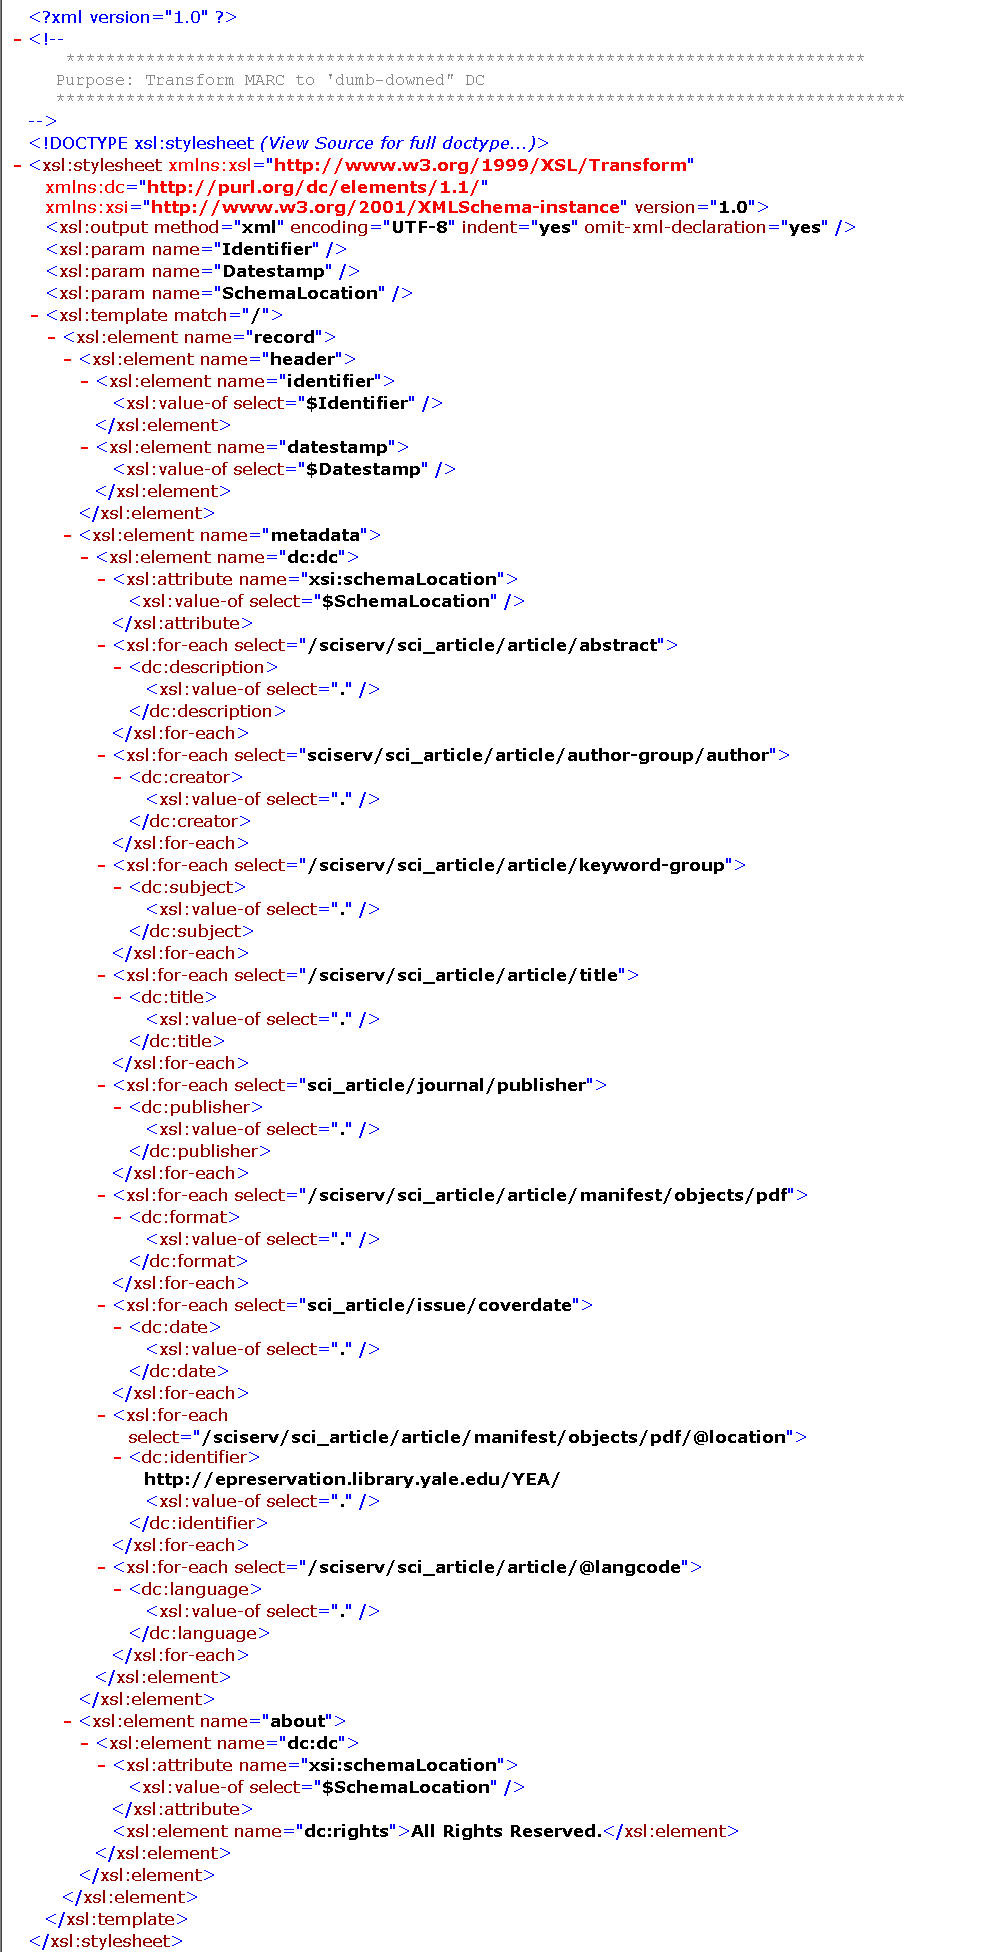 <?xml version="1.0" ?>
- <!--
********************************************************************************
Purpose: Transform MARC to 'dumb-downed" DC
*************************************************************************************
-->
<!DOCTYPE xsl:stylesheet (View Source for full doctype...)>
- <xsl:stylesheet xmlns:xsl="http://www.w3.org/1999/XSL/Transform"
xmlns:dc="http://purl.org/dc/elements/1.1/"
xmlns:xsi="http://www.w3.org/2001/XMLSchema-instance" version="1.0">
<xsl:output method="xml" encoding="UTF-8" indent="yes" omit-xml-declaration="yes" />
<xsl:param name="Identifier" />
<xsl:param name="Datestamp" />
<xsl:param name="SchemaLocation" />
- <xsl:template match="/">
- <xsl:element name="record">
- <xsl:element name="header">
- <xsl:element name="identifier">
<xsl:value-of select="$Identifier" />
</xsl:element>
- <xsl:element name="datestamp">
<xsl:value-of select="$Datestamp" />
</xsl:element>
</xsl:element>
- <xsl:element name="metadata">
- <xsl:element name="dc:dc">
- <xsl:attribute name="xsi:schemaLocation">
<xsl:value-of select="$SchemaLocation" />
</xsl:attribute>
- <xsl:for-each select="/sciserv/sci_article/article/abstract">
- <dc:description>
<xsl:value-of select="." />
</dc:description>
</xsl:for-each>
- <xsl:for-each select="sciserv/sci_article/article/author-group/author">
- <dc:creator>
<xsl:value-of select="." />
</dc:creator>
</xsl:for-each>
- <xsl:for-each select="/sciserv/sci_article/article/keyword-group">
- <dc:subject>
<xsl:value-of select="." />
</dc:subject>
</xsl:for-each>
- <xsl:for-each select="/sciserv/sci_article/article/title">
- <dc:title>
<xsl:value-of select="." />
</dc:title>
</xsl:for-each>
- <xsl:for-each select="sci_article/journal/publisher">
- <dc:publisher>
<xsl:value-of select="." />
</dc:publisher>
</xsl:for-each>
- <xsl:for-each select="/sciserv/sci_article/article/manifest/objects/pdf">
- <dc:format>
<xsl:value-of select="." />
</dc:format>
</xsl:for-each>
- <xsl:for-each select="sci_article/issue/coverdate">
- <dc:date>
<xsl:value-of select="." />
</dc:date>
</xsl:for-each>
- <xsl:for-each
select="/sciserv/sci_article/article/manifest/objects/pdf/@location">
- <dc:identifier>
http://epreservation.library.yale.edu/YEA/
<xsl:value-of select="." />
</dc:identifier>
</xsl:for-each>
- <xsl:for-each select="/sciserv/sci_article/article/@langcode">
- <dc:language>
<xsl:value-of select="." />
</dc:language>
</xsl:for-each>
</xsl:element>
</xsl:element>
- <xsl:element name="about">
- <xsl:element name="dc:dc">
- <xsl:attribute name="xsi:schemaLocation">
<xsl:value-of select="$SchemaLocation" />
</xsl:attribute>
<xsl:element name="dc:rights">All Rights Reserved.</xsl:element>
</xsl:element>
</xsl:element>
</xsl:element>
</xsl:template>
</xsl:stylesheet>